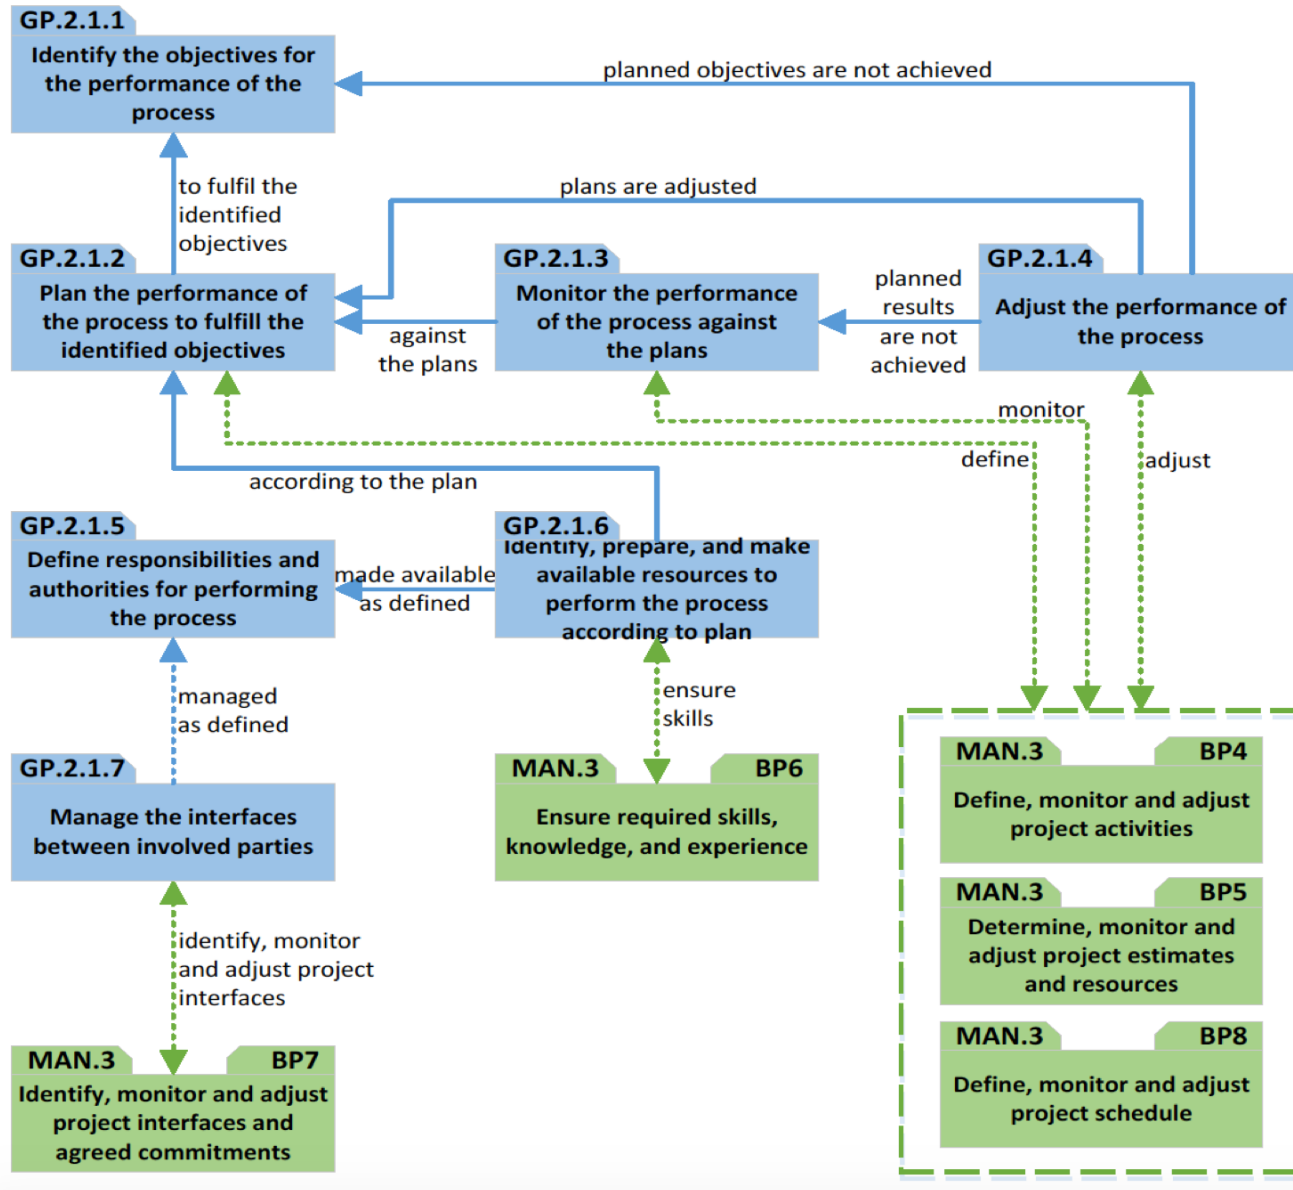 GP.2.1.1
Identify the objectives for
the performance of the
process
planned objectives are not achieved
to fulfil the
identified
objectives
plans are adjusted
GP.2.1.2
Plan the performance of
the process to fulfill the
identified objectives
against
the plans
GP.2.1.3
Monitor the performance
of the process against
the plans
planned
results
are not
achieved
GP.2.1.4
Adjust the performance of
the process
monitor
define
adjust
according to the plan
GP.2.1.5
Define responsibilities and
authorities for performing
the process
made available
as defined
GP.2.1.6
Identify, prepare, and make
available resources to
perform the process
according to plan
managed
as defined
ensure
skills
GP.2.1.7
Manage the interfaces
between involved parties
MAN.3 BP6
Ensure required skills,
knowledge, and experience
MAN.3 BP4
Define, monitor and adjust
project activities
MAN.3 BP5
Determine, monitor and
adjust project estimates
and resources
MAN.3 BP8
Define, monitor and adjust
project schedule
identify, monitor
and adjust project
interfaces
MAN.3 BP7
Identify, monitor and adjust
project interfaces and
agreed commitments